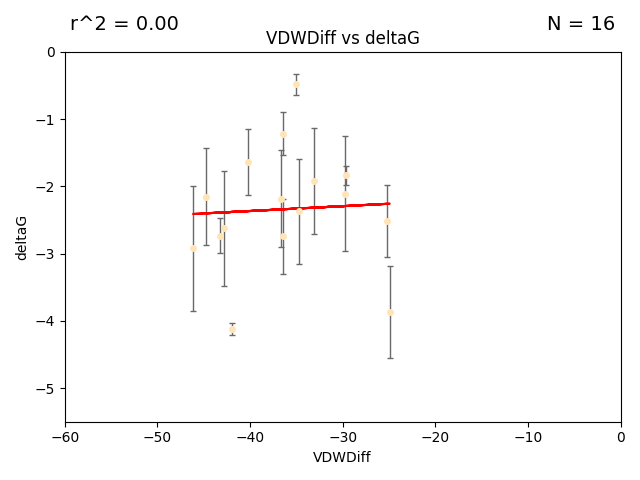 r^2 = 0.00
N = 16
VDWDiff vs deltaG
0
−1
−2
−3
−4
−5
deltaG
−60 −50 −40 −30 −20 −10 0
VDWDiff